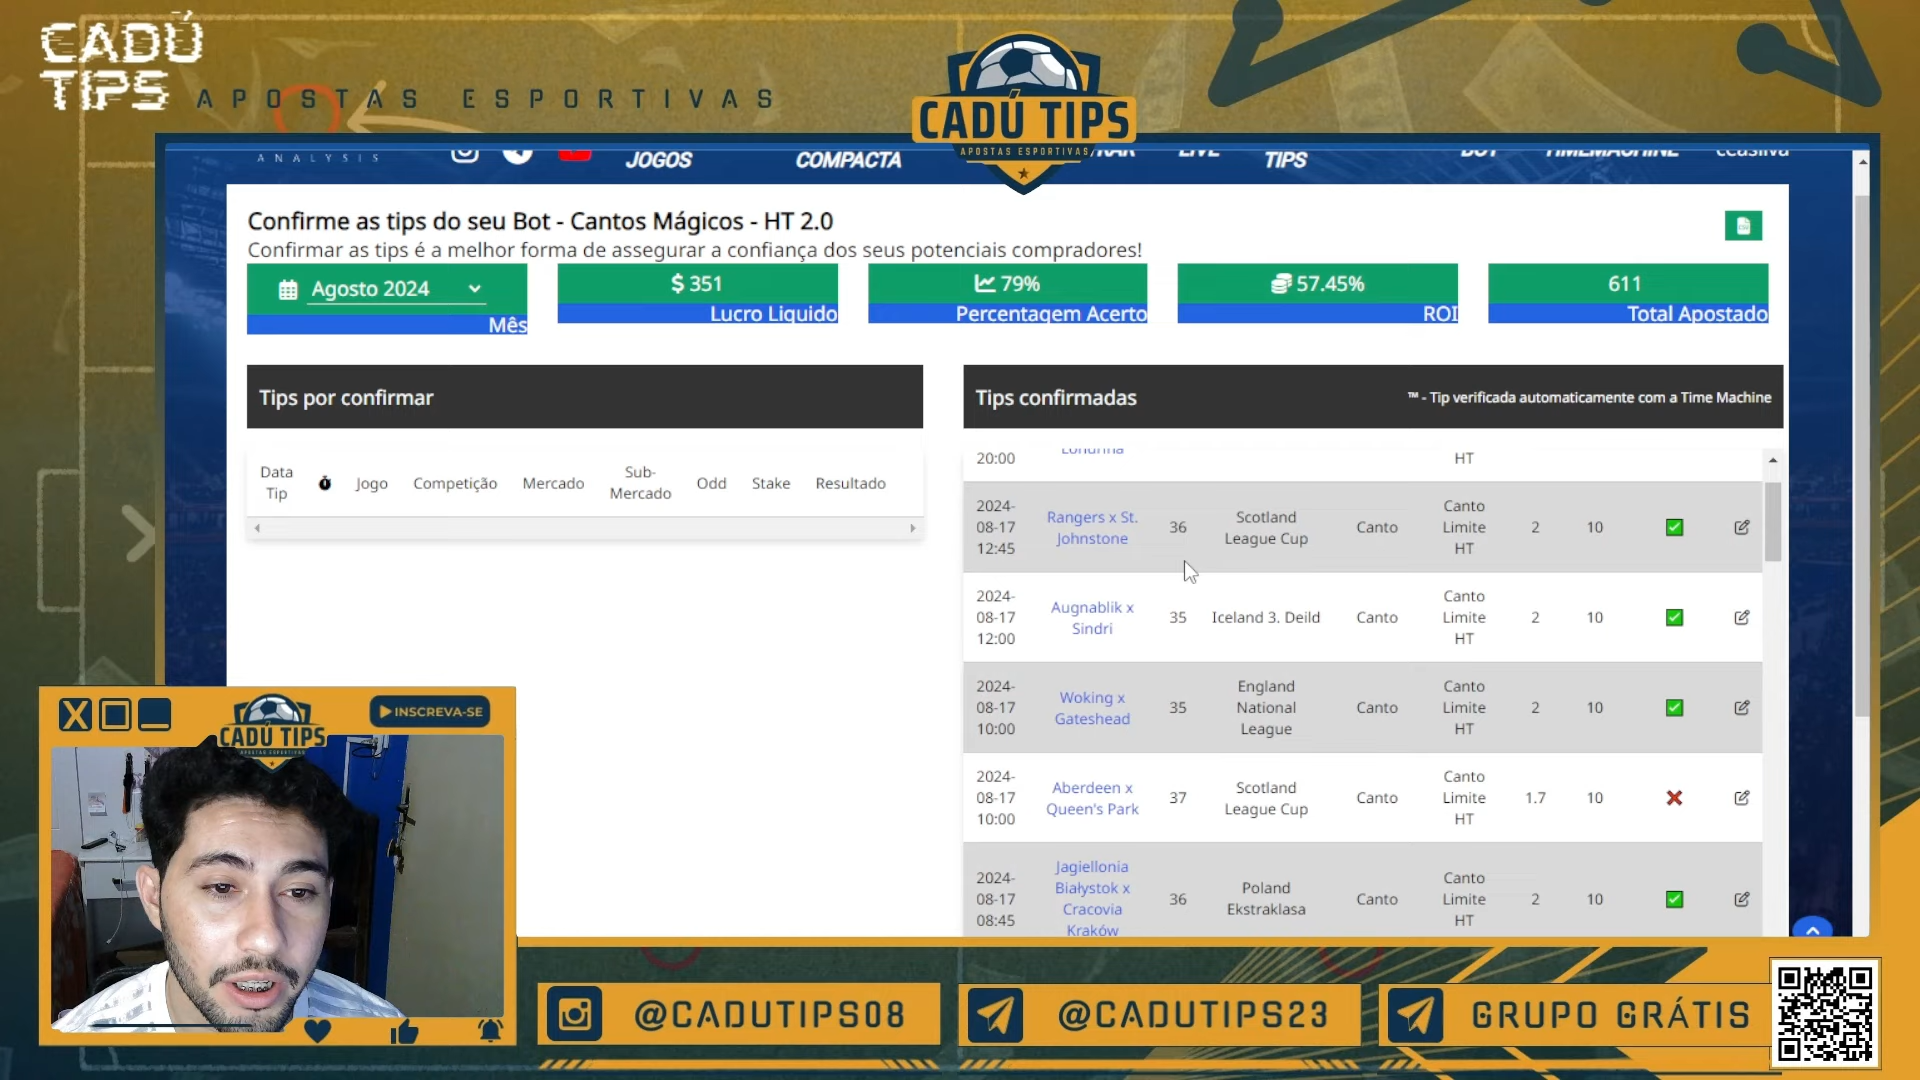 CADÚ
TIPS
APOSTAS ESPORTIVAS
CADÚ TIPS
APOSTAS ESPORTIVAS
ANALYSIS
JOGOS
COMPACTA
LIVE
TIPS
BOT
TIMEMACHINE
ceasilva
Confirme as tips do seu Bot - Cantos Mágicos - HT 2.0
Confirmar as tips é a melhor forma de assegurar a confiança dos seus potenciais compradores!
Agosto 2024
Mês
$ 351
Lucro Liquido
79%
Percentagem Acerto
57.45%
ROI
611
Total Apostado
Tips por confirmar
Data Tip Jogo Competição Mercado Sub-Mercado Odd Stake Resultado
Tips confirmadas
™ - Tip verificada automaticamente com a Time Machine
20:00 Londrina HT
2024-08-17 12:45 Rangers x St. Johnstone 36 Scotland League Cup Canto Canto Limite HT 2 10
2024-08-17 12:00 Augnablik x Sindri 35 Iceland 3. Deild Canto Canto Limite HT 2 10
2024-08-17 10:00 Woking x Gateshead 35 England National League Canto Canto Limite HT 2 10
2024-08-17 10:00 Aberdeen x Queen's Park 37 Scotland League Cup Canto Canto Limite HT 1.7 10
2024-08-17 08:45 Jagiellonia Białystok x Cracovia Kraków 36 Poland Ekstraklasa Canto Canto Limite HT 2 10
CADÚ TIPS
APOSTAS ESPORTIVAS
INSCREVA-SE
@CADUTIPS08
@CADUTIPS23
GRUPO GRÁTIS